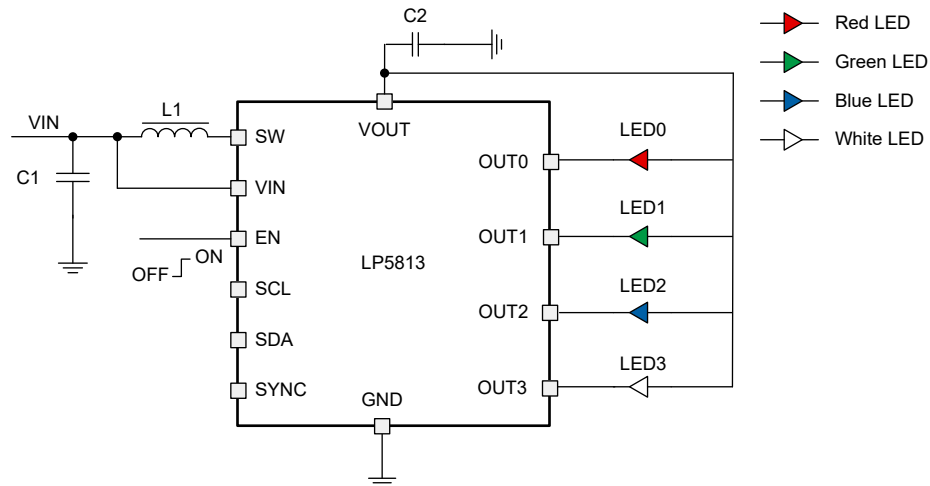 C2
Red LED
Green LED
Blue LED
White LED
L1
VIN
C1
SW
VIN
EN
OFF
ON
SCL
SDA
SYNC
VOUT
LP5813
GND
OUT0
OUT1
OUT2
OUT3
LED0
LED1
LED2
LED3